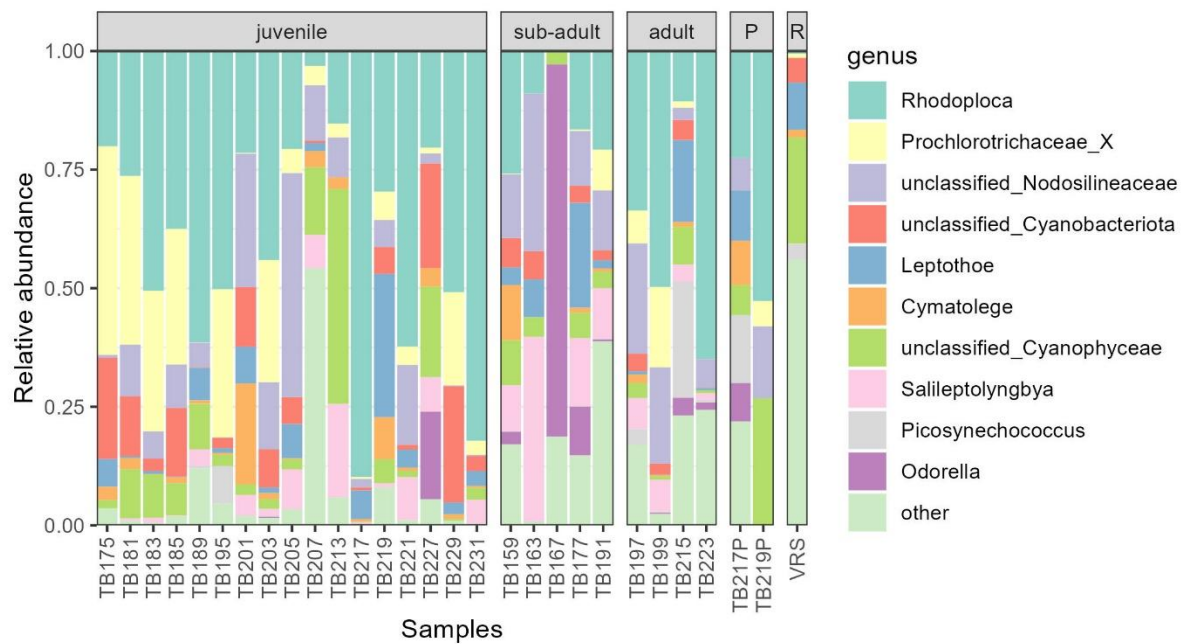 juvenile
sub-adult
adult
P
R
Relative abundance
1.00
0.75
0.50
0.25
0.00
TB175
TB181
TB183
TB185
TB189
TB195
TB201
TB203
TB205
TB207
TB213
TB217
TB219
TB221
TB227
TB229
TB231
TB159
TB163
TB167
TB177
TB191
TB197
TB199
TB215
TB223
TB217P
TB219P
VRS
Samples
genus
Rhodoploca
Prochlorotrichaceae_X
unclassified_Nodosilineaceae
unclassified_Cyanobacteriota
Leptothoe
Cymatolege
unclassified_Cyanophyceae
Salileptolyngbya
Picosynechococcus
Odorella
other